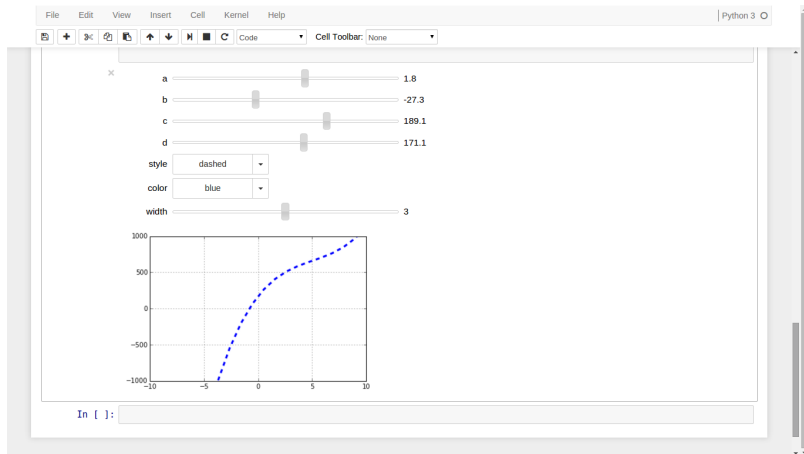 File Edit View Insert Cell Kernel Help Python 3
Code Cell Toolbar: None
a 1.8
b -27.3
c 189.1
d 171.1
style dashed
color blue
width 3
1000
500
0
−500
−1000
−10 −5 0 5 10
In [ ]: